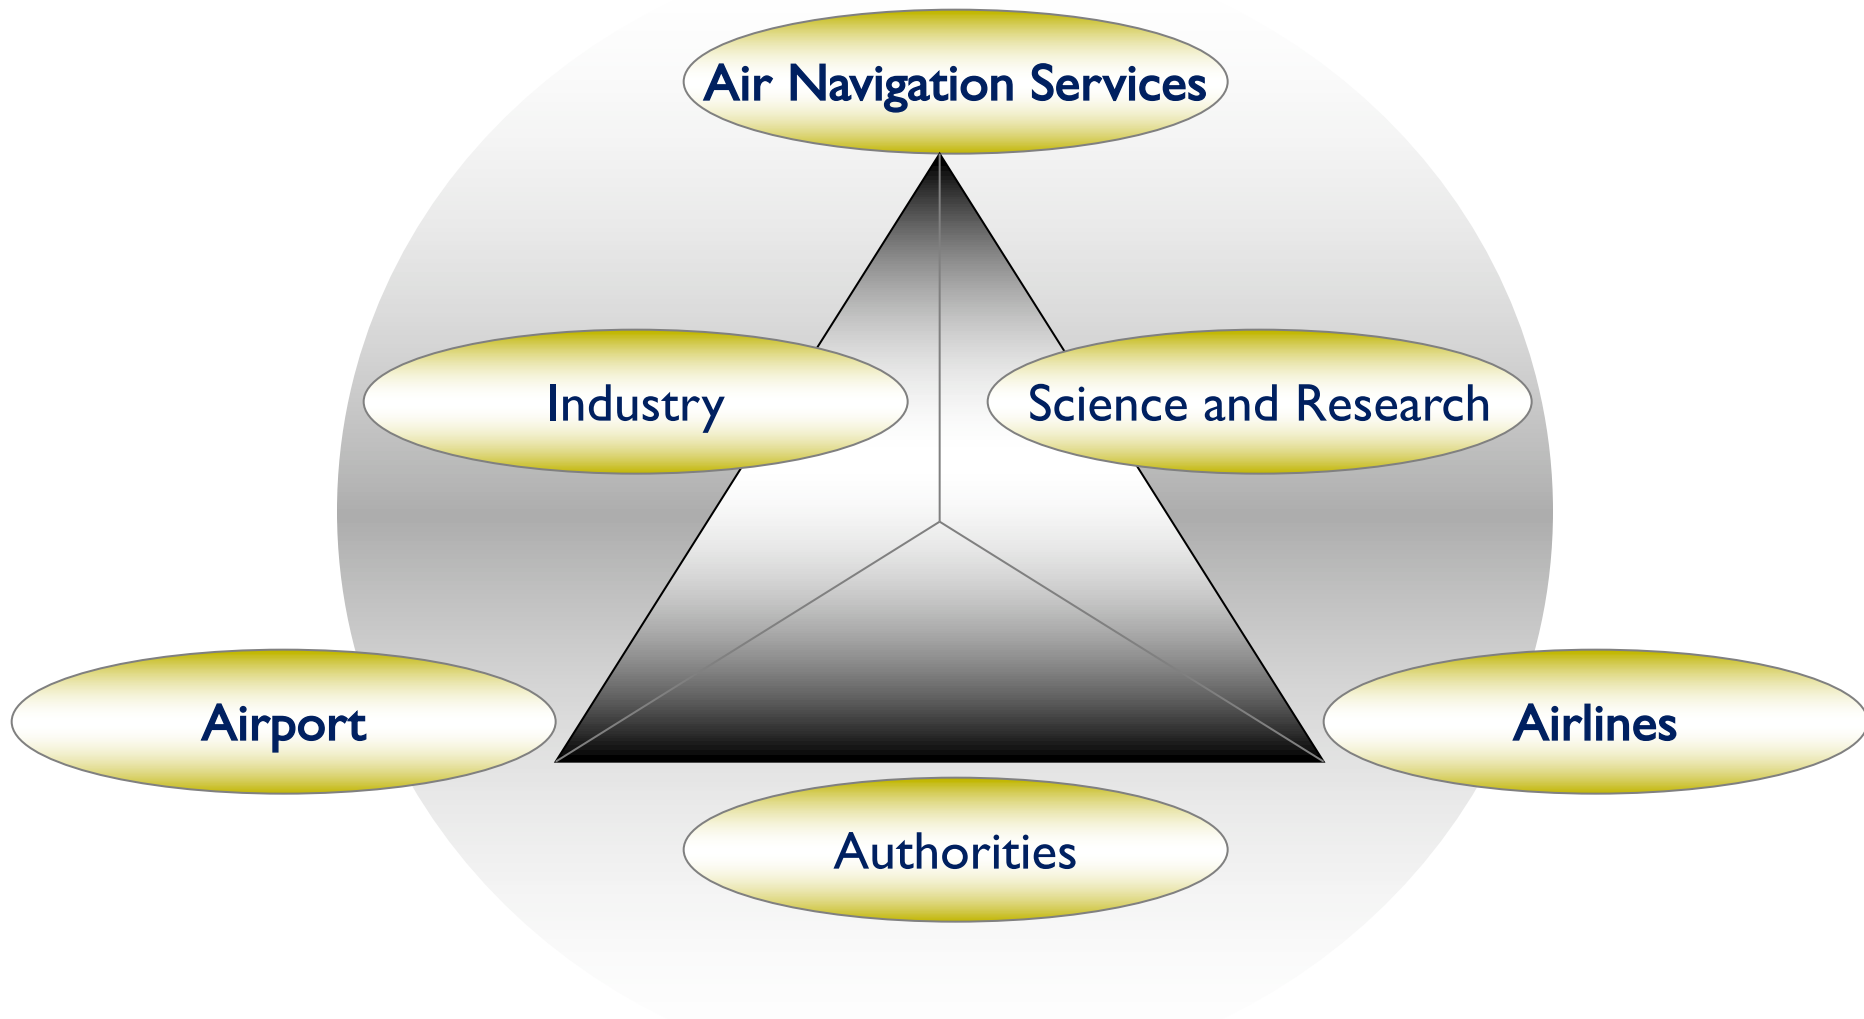 Air Navigation Services
Industry
Science and Research
Airport
Airlines
Authorities